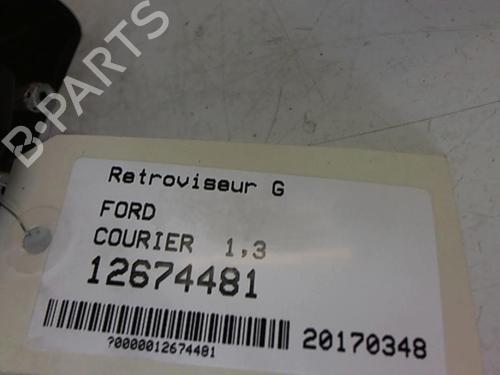 B-PARTS
Retroviseur G
FORD
COURIER 1,3
12674481
20170348
?0000012674481